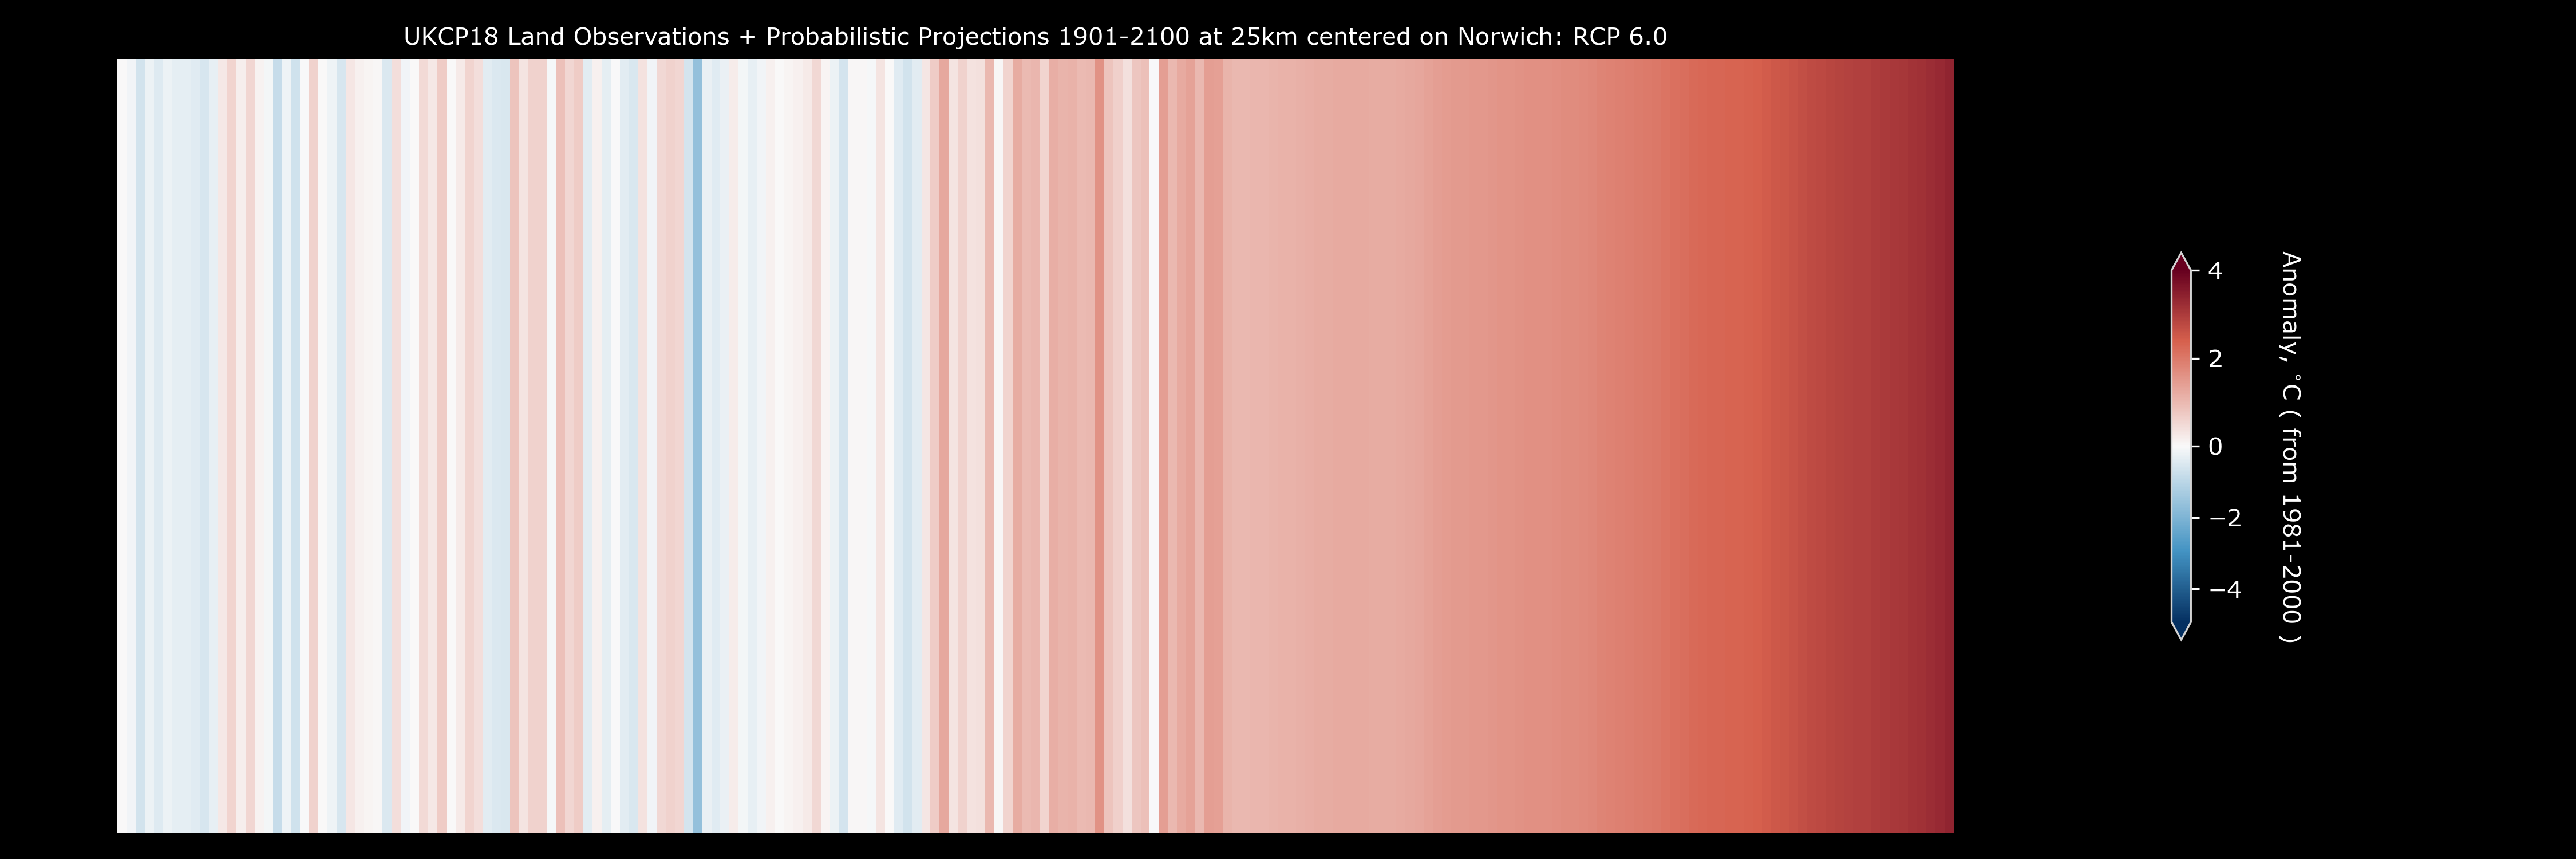 UKCP18 Land Observations + Probabilistic Projections 1901-2100 at 25km centered on Norwich: RCP 6.0
4
2
0
−2
−4
Anomaly, °C ( from 1981-2000 )